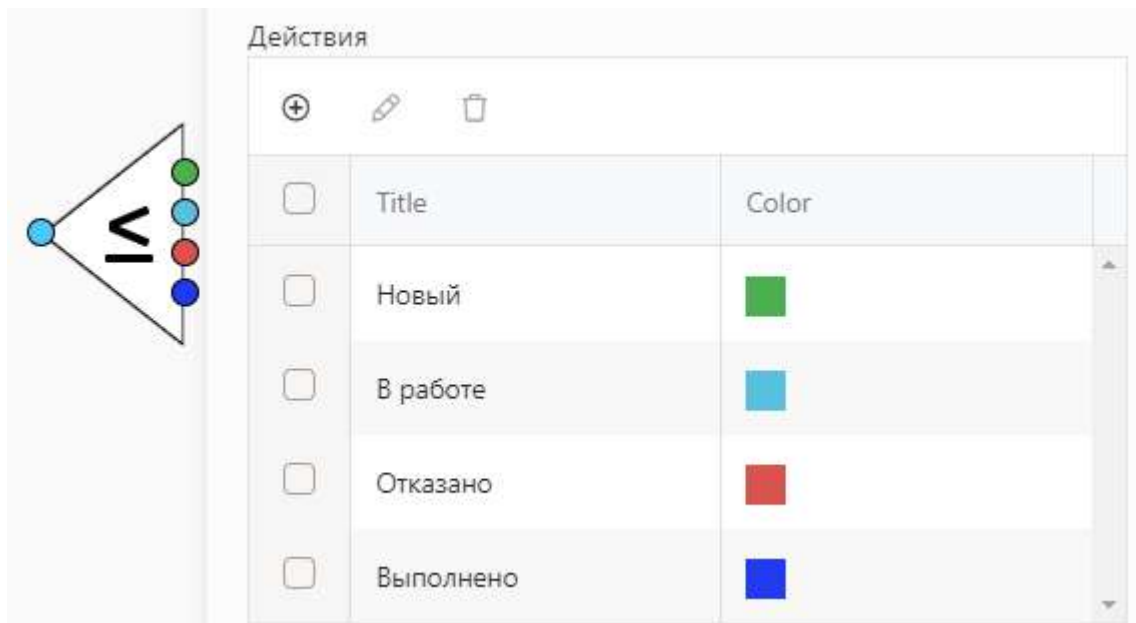 Действия
≤
Title Color
Новый
В работе
Отказано
Выполнено